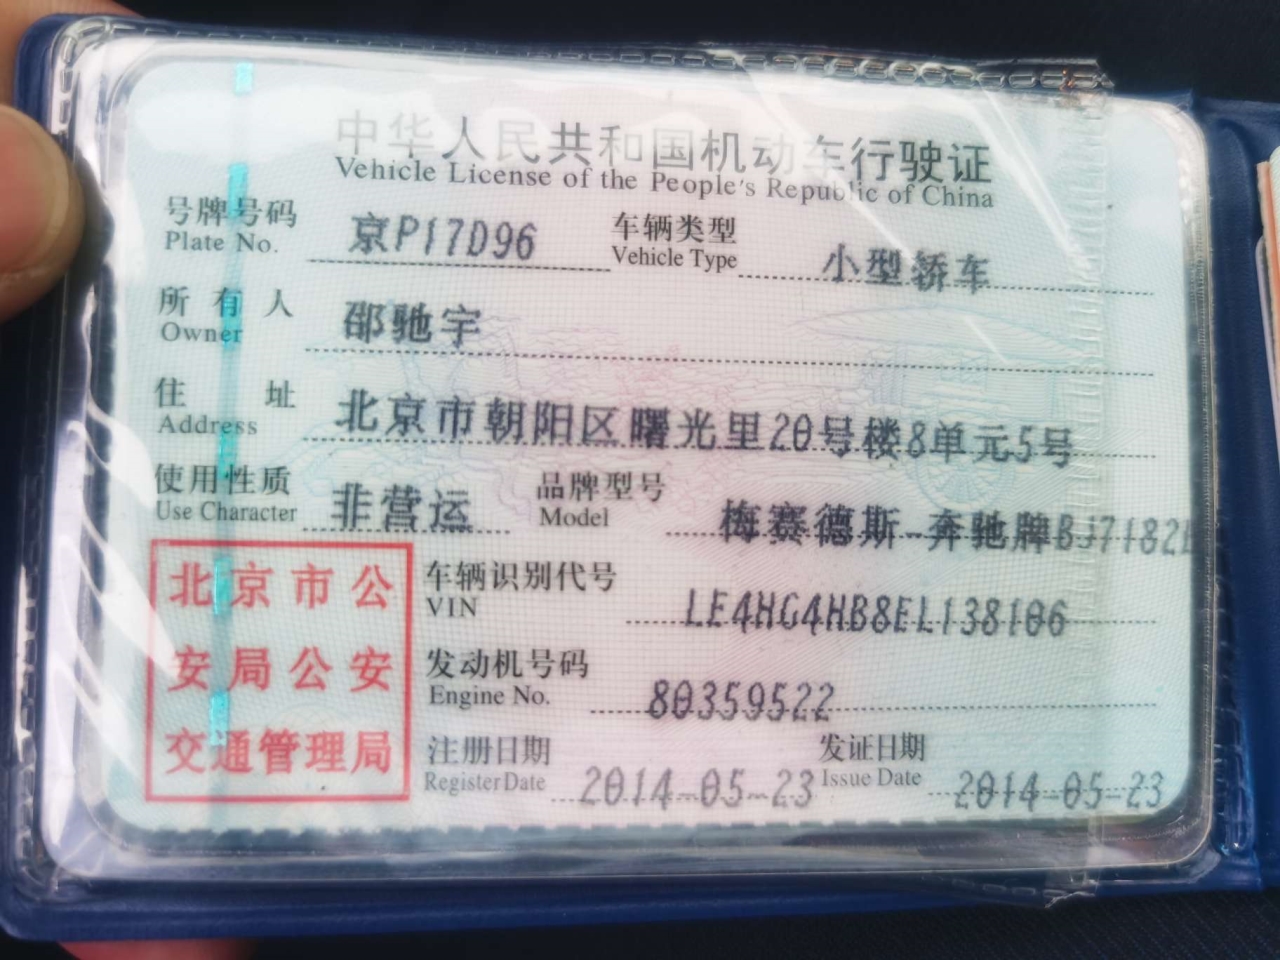 中华人民共和国机动车行驶证
Vehicle License of the People's Republic of China
号牌号码 京P17D96 车辆类型 小型轿车
Plate No. Vehicle Type
所有人 邵驰宇
Owner
住址 北京市朝阳区曙光里20号楼8单元5号
Address
使用性质 非营运 品牌型号 梅赛德斯-奔驰牌BJ7182
Use Character Model
车辆识别代号 LE4HG4HB8EL138106
VIN
发动机号码 80359522
Engine No.
注册日期 2014-05-23 发证日期 2014-05-23
Register Date Issue Date
北京市公
安局公安
交通管理局